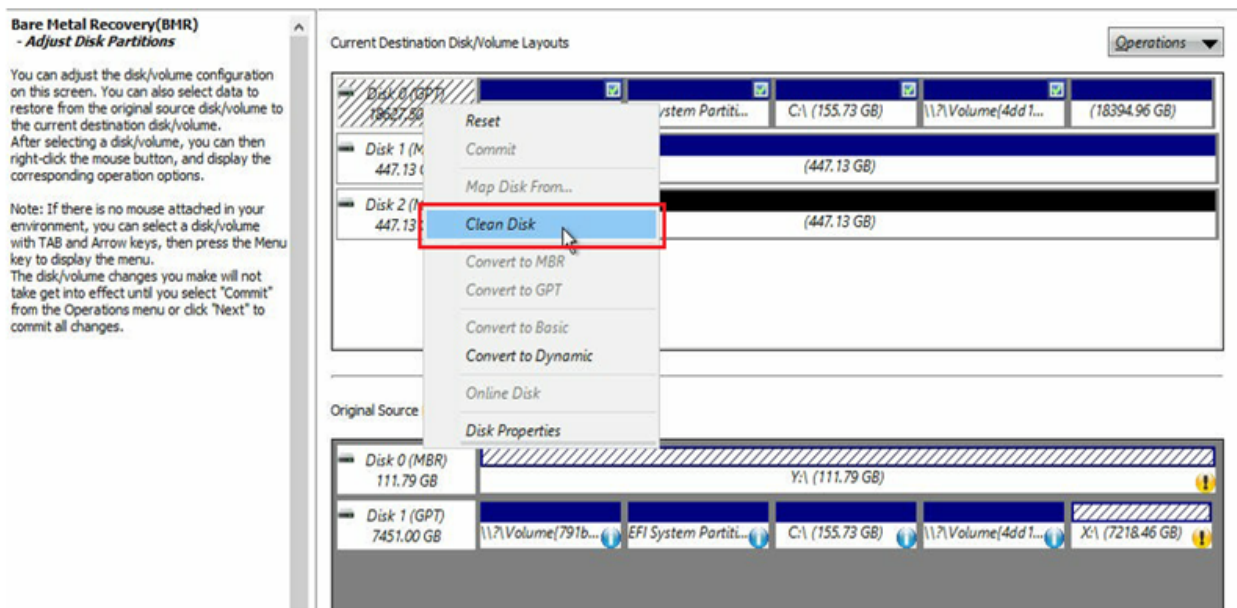 Bare Metal Recovery(BMR)
- Adjust Disk Partitions
You can adjust the disk/volume configuration
on this screen. You can also select data to
restore from the original source disk/volume to
the current destination disk/volume.
After selecting a disk/volume, you can then
right-click the mouse button, and display the
corresponding operation options.
Note: If there is no mouse attached in your
environment, you can select a disk/volume
with TAB and Arrow keys, then press the Menu
key to display the menu.
The disk/volume changes you make will not
take get into effect until you select "Commit"
from the Operations menu or click "Next" to
commit all changes.
Current Destination Disk/Volume Layouts
Operations
Disk 0 (GPT)
ystem Partiti...
C:\ (155.73 GB)
\\?\Volume{4dd1...
(18394.96 GB)
Disk 1 (M
447.13
(447.13 GB)
Disk 2 (M
447.13
(447.13 GB)
Reset
Commit
Map Disk From...
Clean Disk
Convert to MBR
Convert to GPT
Convert to Basic
Convert to Dynamic
Online Disk
Disk Properties
Original Source
Disk 0 (MBR)
111.79 GB
Y:\ (111.79 GB)
Disk 1 (GPT)
7451.00 GB
\\?\Volume{791b...
EFI System Partiti...
C:\ (155.73 GB)
\\?\Volume{4dd1...
X:\ (7218.46 GB)